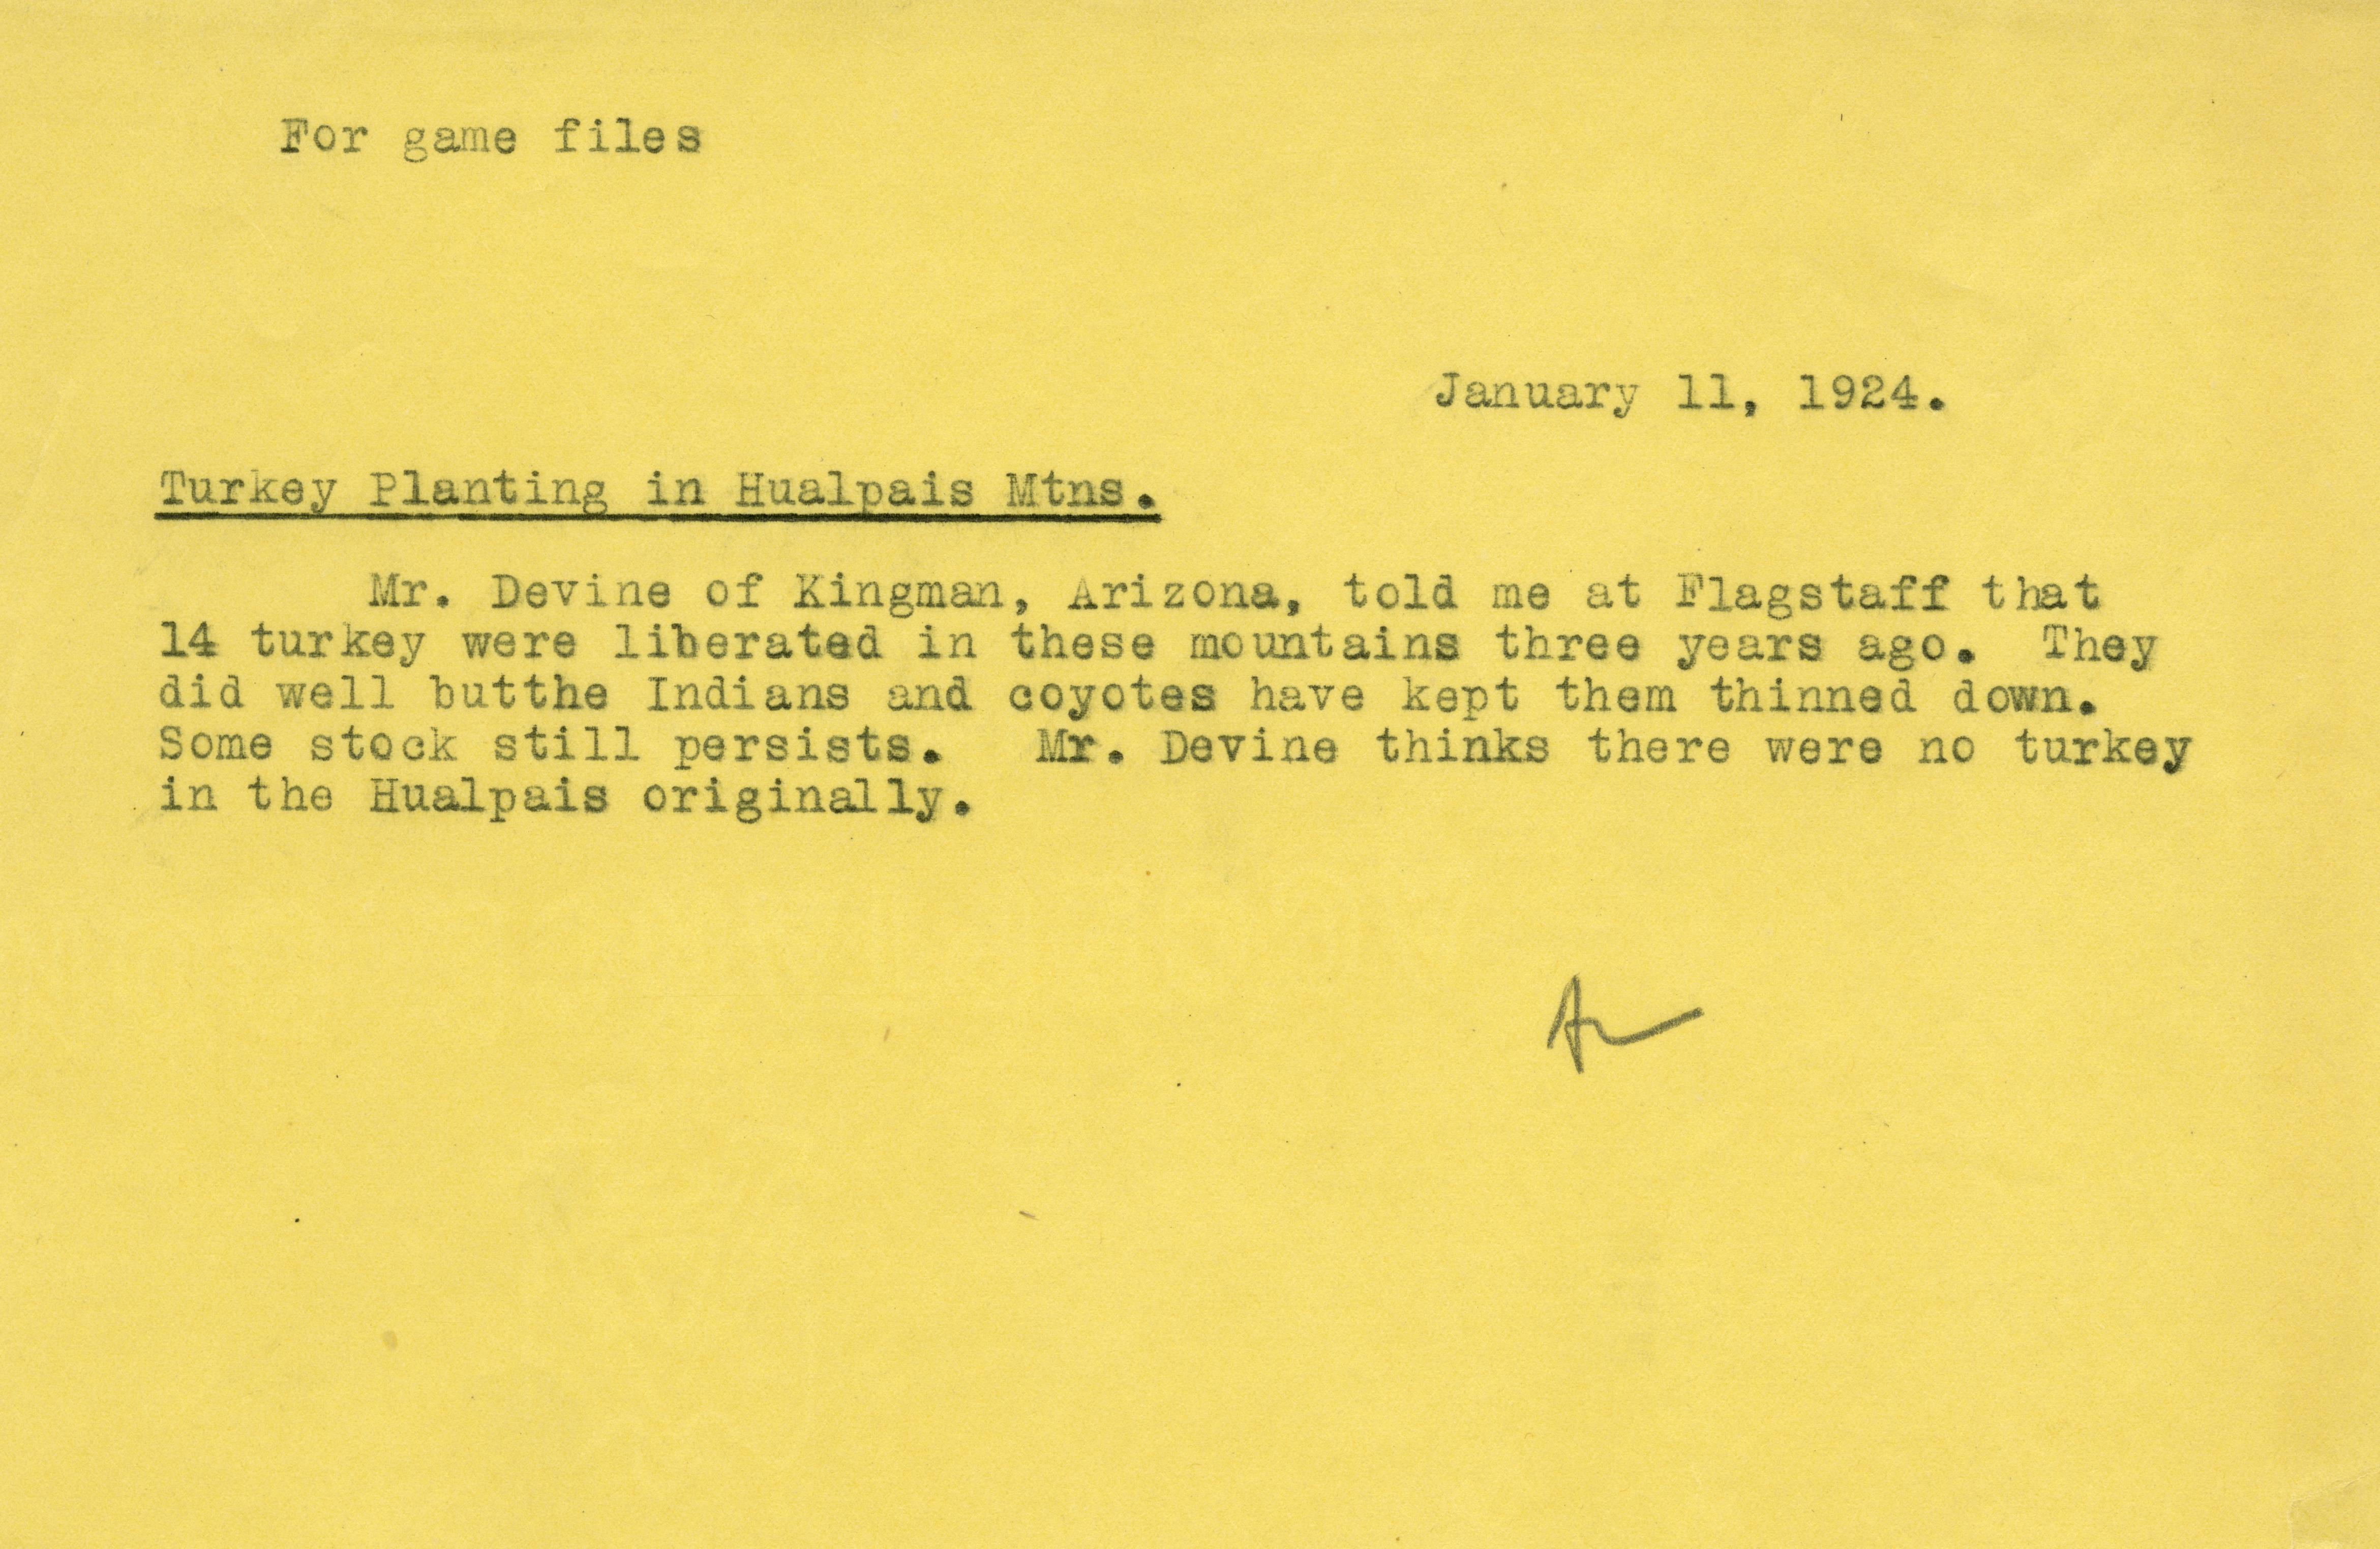 For game files
January 11, 1924.
Turkey Planting in Hualpais Mtns.
Mr. Devine of Kingman, Arizona, told me at Flagstaff that
14 turkey were liberated in these mountains three years ago. They
did well butthe Indians and coyotes have kept them thinned down.
Some stock still persists. Mr. Devine thinks there were no turkey
in the Hualpais originally.